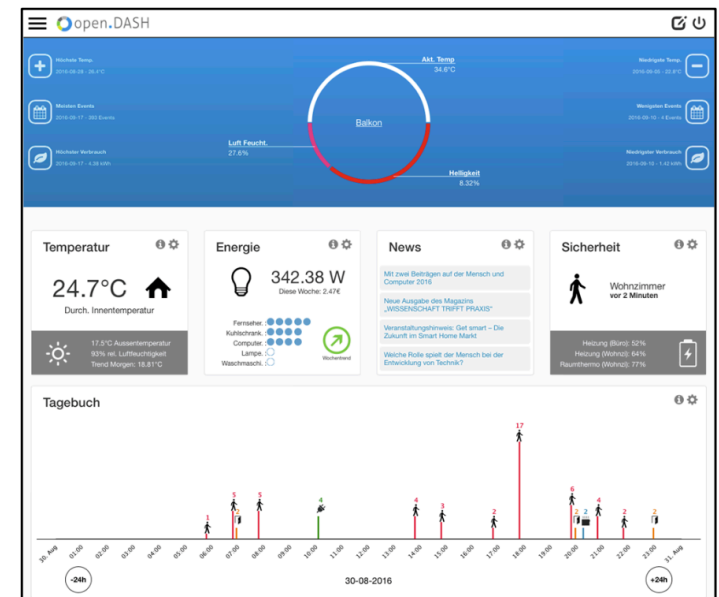 open.DASH
Höchste Temp.
2016-08-28 - 36.4°C
Meisten Events
2016-08-17 - 380 Events
Höchster Verbrauch
2016-09-17 - 4.38 kWh
Akt. Temp
34.6°C
Balkon
Luft Feucht.
27.6%
Helligkeit
8.32%
Niedrigste Temp.
2016-09-05 - 22.8°C
Wenigsten Events
2016-09-10 - 4 Events
Niedrigster Verbrauch
2016-09-10 - 1.43 kWh
Temperatur
24.7°C
Durch. Innentemperatur
17.5°C Aussentemperatur
93% rel. Luftfeuchtigkeit
Trend Morgen: 18.81°C
Energie
342.38 W
Diese Woche: 2.47€
Fernseher. :
Kühlschrank. :
Computer. :
Lampe. :
Waschmaschi. :
Wochentrend
News
Mit zwei Beiträgen auf der Mensch und
Computer 2016
Neue Ausgabe des Magazins
„WISSENSCHAFT TRIFFT PRAXIS"
Veranstaltungshinweis: Get smart – Die
Zukunft im Smart Home Markt
Welche Rolle spielt der Mensch bei der
Entwicklung von Technik?
Sicherheit
Wohnzimmer
vor 2 Minuten
Heizung (Büro): 52%
Heizung (Wohnzi): 64%
Raumthermo (Wohnzi): 77%
Tagebuch
1 5 2 5 4 4 3 2 17 6 2 2 4 2 2
30. Aug 01:00 02:00 03:00 04:00 05:00 06:00 07:00 08:00 09:00 10:00 11:00 12:00 13:00 14:00 15:00 16:00 17:00 18:00 19:00 20:00 21:00 22:00 23:00 31. Aug
-24h
30-08-2016
+24h